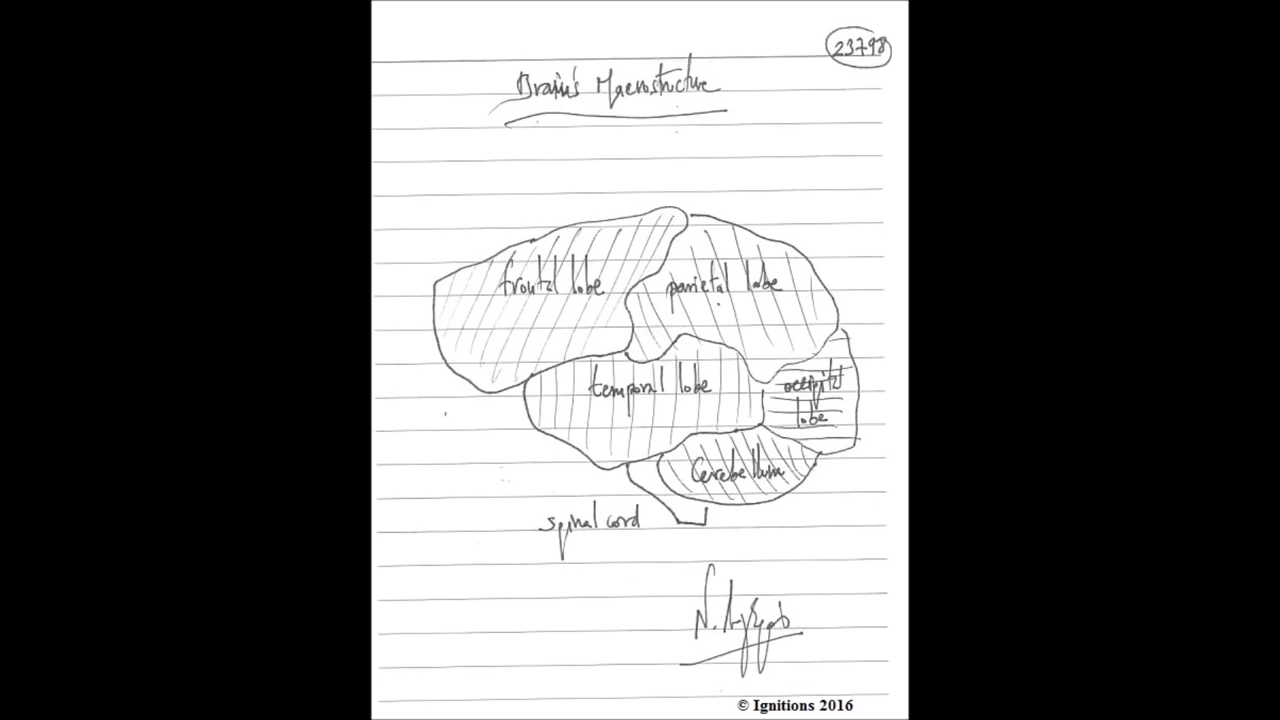 23798
Brain's Macrostructure
frontal lobe
parietal lobe
temporal lobe
occipital
lobe
Cerebellum
spinal cord
N.
© Ignitions 2016